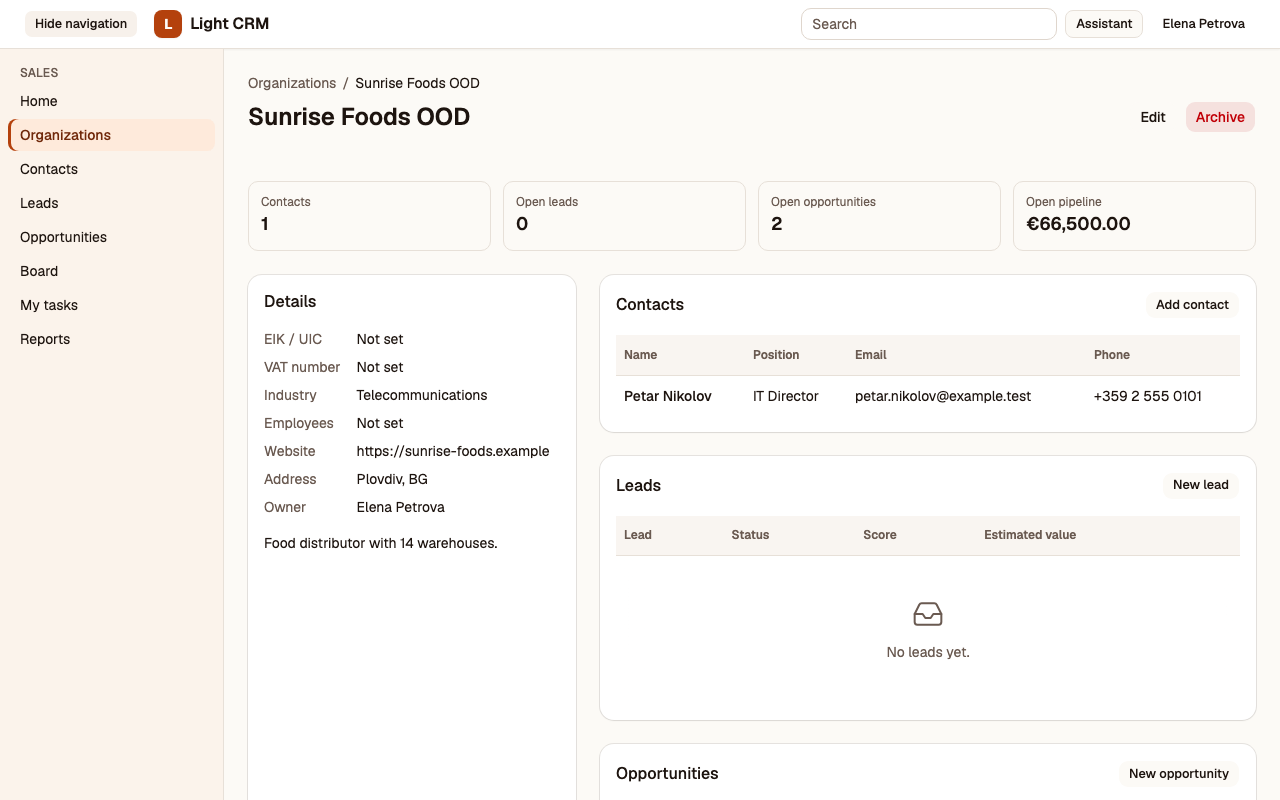 Hide navigation
L
Light CRM
Search
Assistant
Elena Petrova
SALES
Home
Organizations
Contacts
Leads
Opportunities
Board
My tasks
Reports
Organizations / Sunrise Foods OOD
Sunrise Foods OOD
Edit
Archive
Contacts
1
Open leads
0
Open opportunities
2
Open pipeline
€66,500.00
Details
EIK / UIC Not set
VAT number Not set
Industry Telecommunications
Employees Not set
Website https://sunrise-foods.example
Address Plovdiv, BG
Owner Elena Petrova
Food distributor with 14 warehouses.
Contacts
Add contact
Name Position Email Phone
Petar Nikolov IT Director petar.nikolov@example.test +359 2 555 0101
Leads
New lead
Lead Status Score Estimated value
No leads yet.
Opportunities
New opportunity